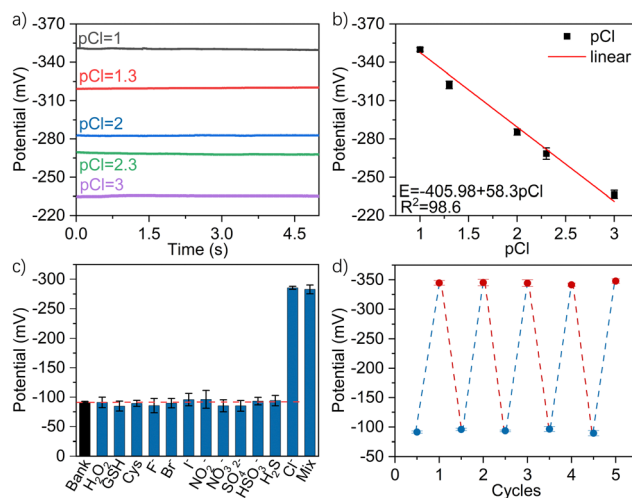 a)
-370
-340
-310
-280
-250
-220
Potential (mV)
pCl=1
pCl=1.3
pCl=2
pCl=2.3
pCl=3
0.0 1.5 3.0 4.5
Time (s)
b)
-370
-340
-310
-280
-250
-220
Potential (mV)
pCl
linear
E=-405.98+58.3pCl
R²=98.6
1.0 1.5 2.0 2.5 3.0
pCl
c)
-300
-250
-200
-150
-100
-50
0
Potential (mV)
Bank
H₂O₂
GSH
Cys
F⁻
Br⁻
I⁻
NO₂⁻
NO₃⁻
SO₄²⁻
HSO₃⁻
H₂S
Cl⁻
Mix
d)
-350
-300
-250
-200
-150
-100
-50
Potential (mV)
0 1 2 3 4 5
Cycles